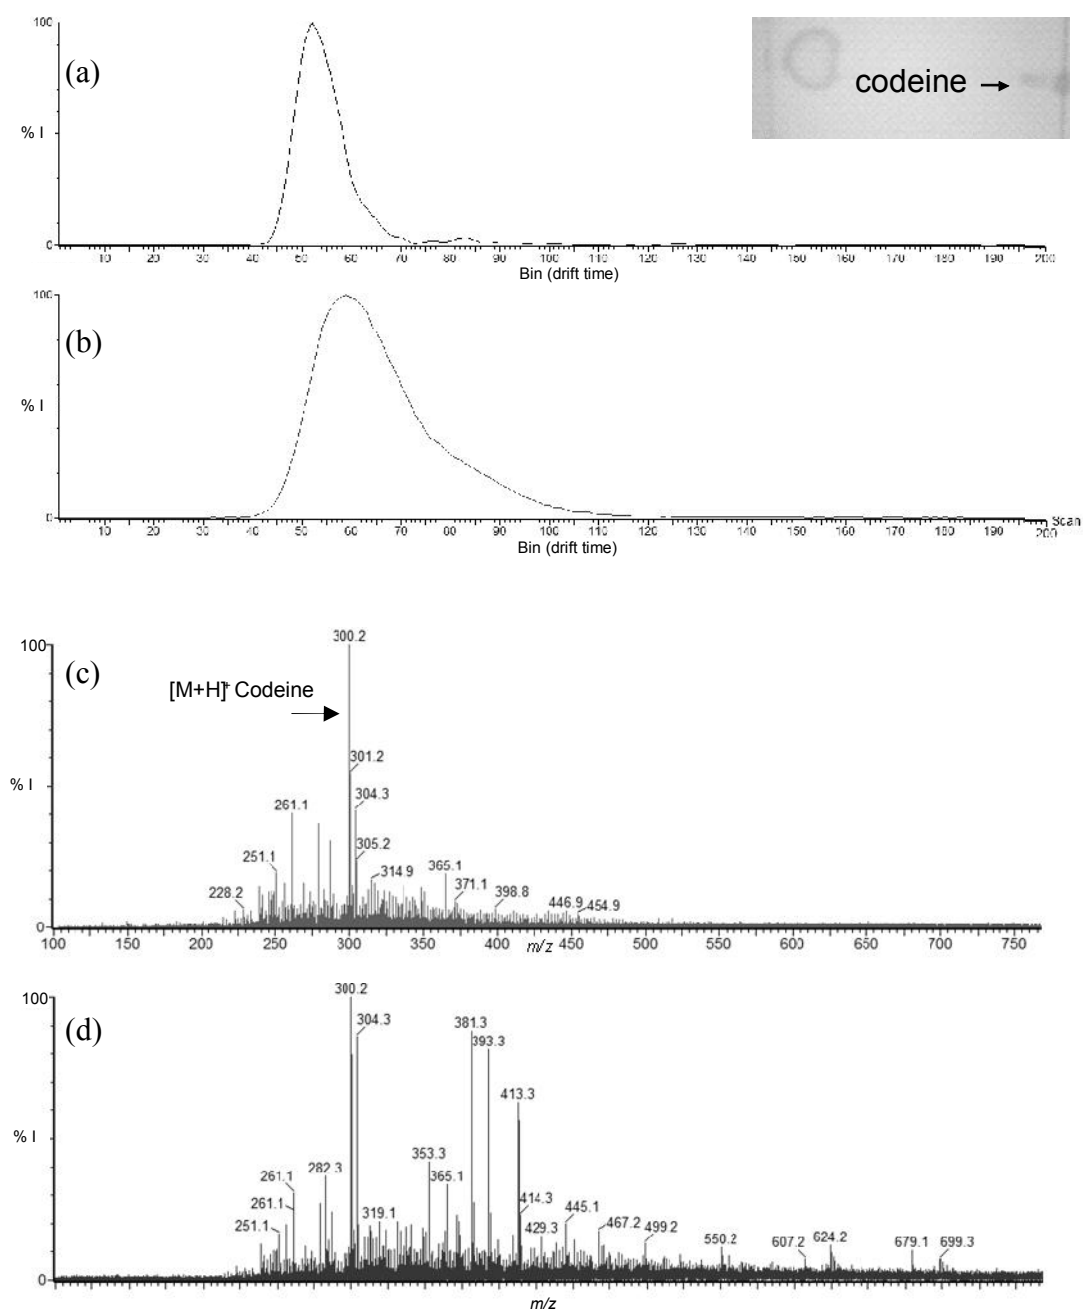 100
(a)
codeine
% I
0
10 20 30 40 50 60 70 80 90 100 110 120 130 140 150 160 170 180 190 200
Bin (drift time)
100
(b)
% I
0
10 20 30 40 50 60 70 80 90 100 110 120 130 140 150 160 170 180 190 200
Scan
Bin (drift time)
100
(c)
300.2
[M+H]+ Codeine
301.2
% I
304.3
261.1
305.2
251.1
314.9
365.1
371.1
228.2
398.8
446.9
454.9
0
100 150 200 250 300 350 400 450 500 550 600 650 700 750
m/z
100
(d)
300.2
304.3
381.3
393.3
413.3
% I
353.3
282.3
365.1
261.1
261.1
414.3
319.1
251.1
445.1
429.3
467.2
499.2
550.2
607.2
624.2
679.1
699.3
0
m/z